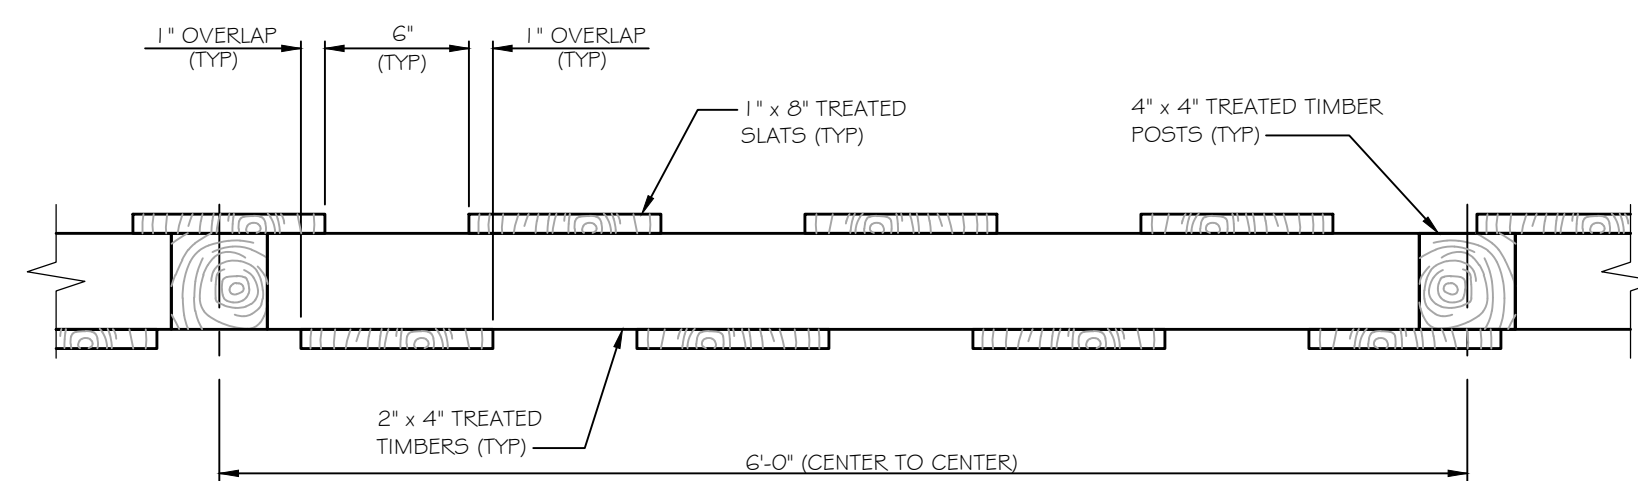 1" OVERLAP
(TYP)
6"
(TYP)
1" OVERLAP
(TYP)
1" x 8" TREATED
SLATS (TYP)
4" x 4" TREATED TIMBER
POSTS (TYP)
2" x 4" TREATED
TIMBERS (TYP)
6'-0" (CENTER TO CENTER)